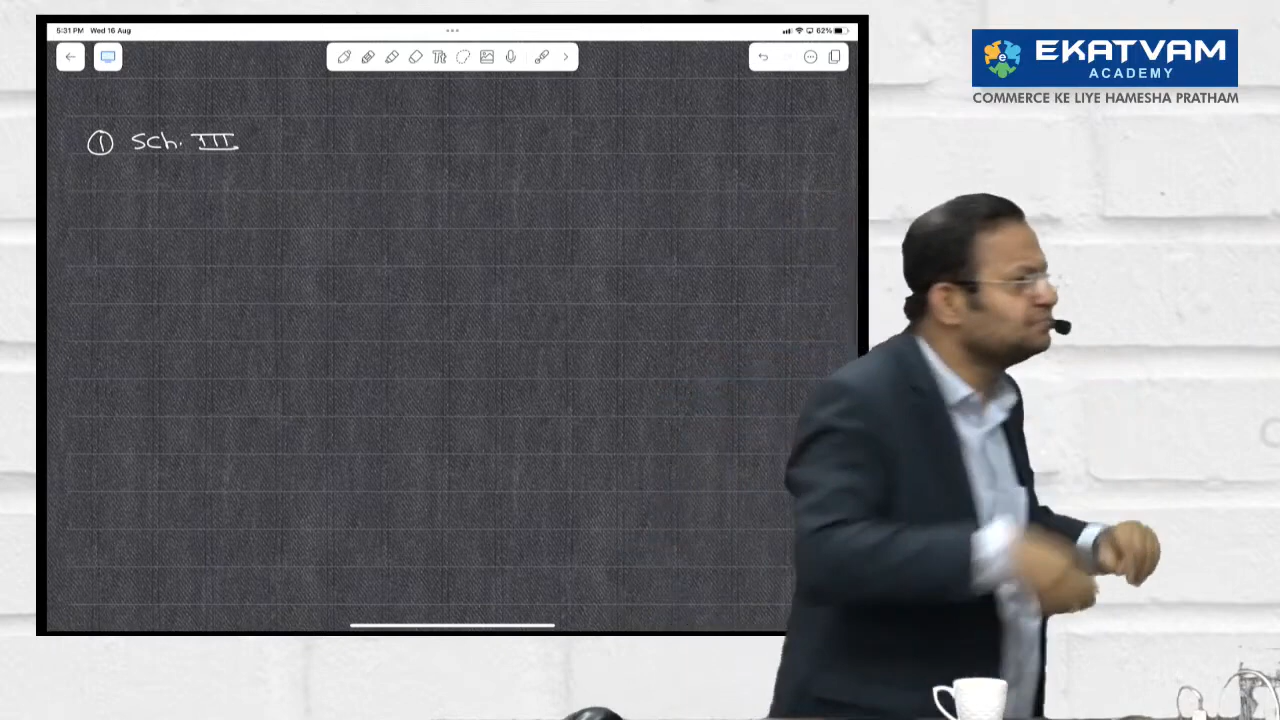 5:31 PM Wed 16 Aug
62%
EKATVAM
ACADEMY
COMMERCE KE LIYE HAMESHA PRATHAM
① Sch. III